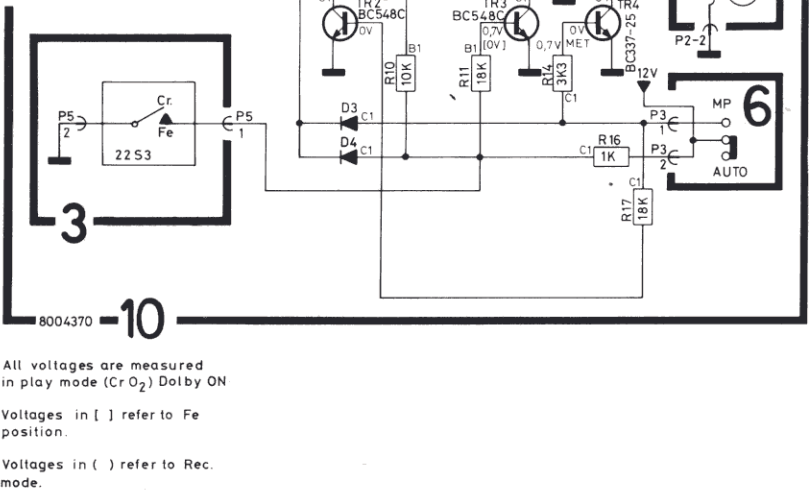 TR2 TR3 TR4
BC548C BC548C
0V 0,7V 0V
[0V] 0,7V MET
BC337-25
P2-2
B1 B1
R10 10K
R11 18K
R14 3K3
C1
12V
Cr.
Fe
22S3
P5 2
P5 1
3
D3 C1
D4 C1
C1 R16 1K
P3 1
P3 2
MP
6
AUTO
C1
R17 18K
8004370
10
All voltages are measured
in play mode (CrO2) Dolby ON
Voltages in [ ] refer to Fe
position.
Voltages in ( ) refer to Rec.
mode.